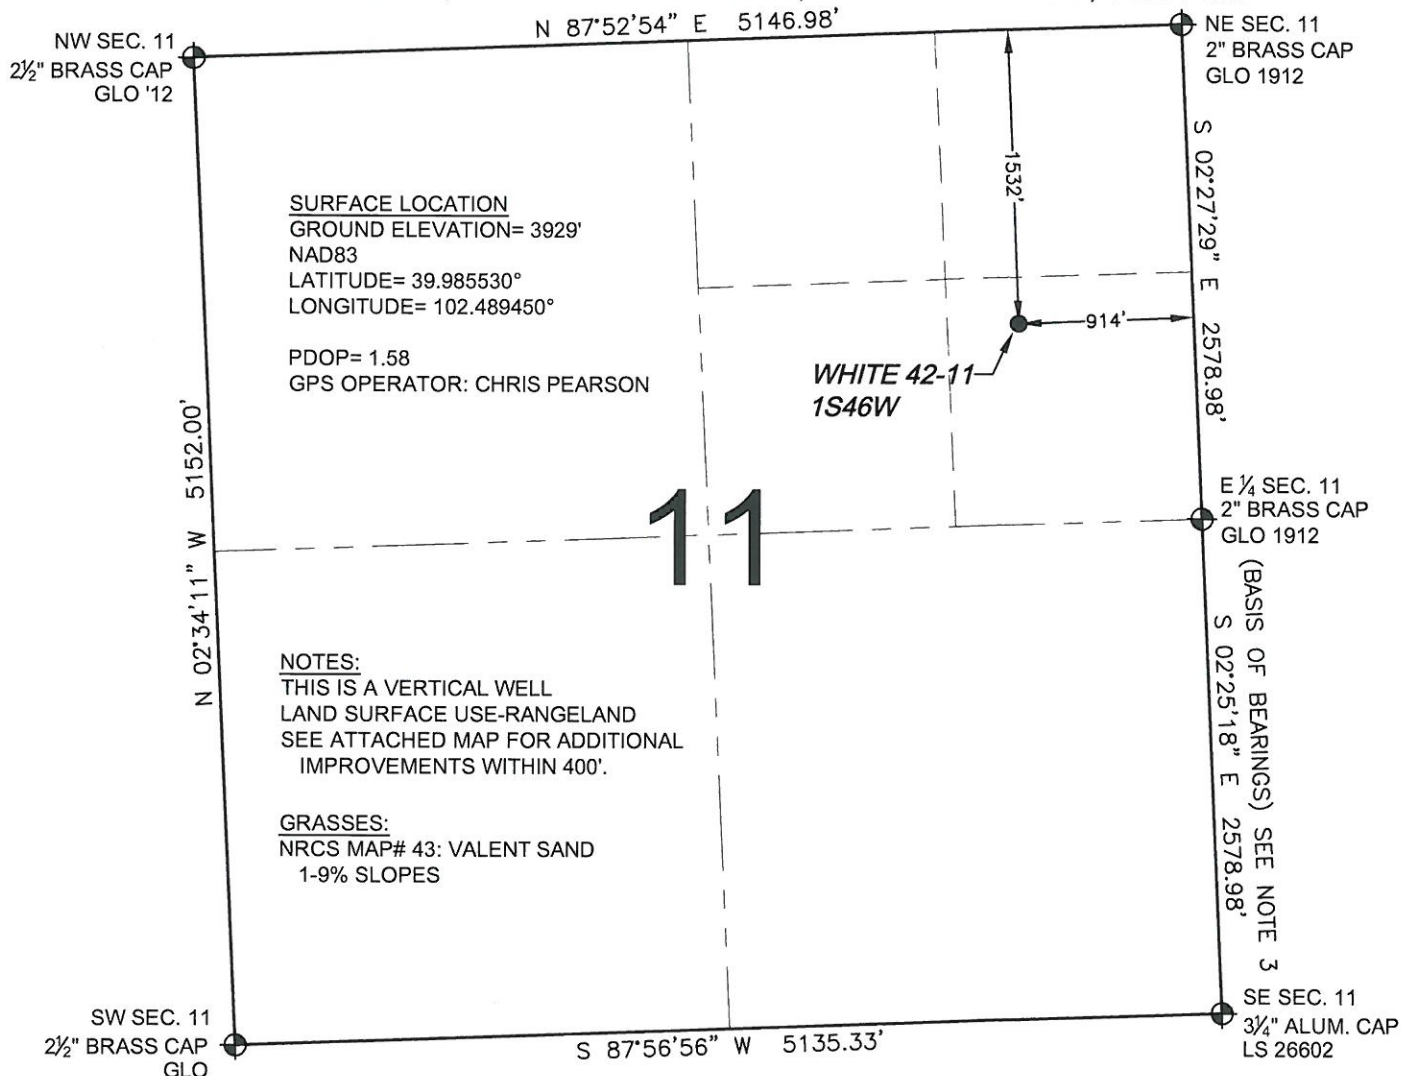 N 87°52'54" E 5146.98'
NW SEC. 11
2½" BRASS CAP
GLO '12
NE SEC. 11
2" BRASS CAP
GLO 1912
S 02°27'29" E 2578.98'
1532'
SURFACE LOCATION
GROUND ELEVATION= 3929'
NAD83
LATITUDE= 39.985530°
LONGITUDE= 102.489450°
PDOP= 1.58
GPS OPERATOR: CHRIS PEARSON
914'
WHITE 42-11
1S46W
N 02°34'11" W 5152.00'
11
E ¼ SEC. 11
2" BRASS CAP
GLO 1912
(BASIS OF BEARINGS) SEE NOTE 3
S 02°25'18" E 2578.98'
NOTES:
THIS IS A VERTICAL WELL
LAND SURFACE USE-RANGELAND
SEE ATTACHED MAP FOR ADDITIONAL
IMPROVEMENTS WITHIN 400'.
GRASSES:
NRCS MAP# 43: VALENT SAND
1-9% SLOPES
SW SEC. 11
2½" BRASS CAP
GLO
S 87°56'56" W 5135.33'
SE SEC. 11
3¼" ALUM. CAP
LS 26602